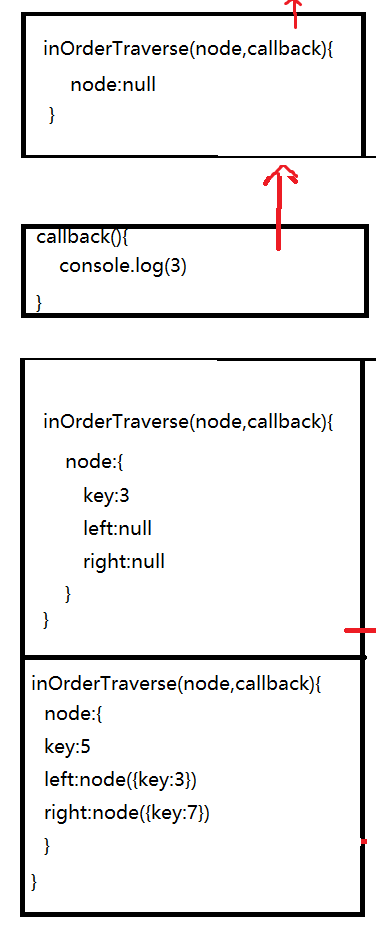 inOrderTraverse(node,callback){
node:null
}
callback(){
console.log(3)
}
inOrderTraverse(node,callback){
node:{
key:3
left:null
right:null
}
}
inOrderTraverse(node,callback){
node:{
key:5
left:node({key:3})
right:node({key:7})
}
}